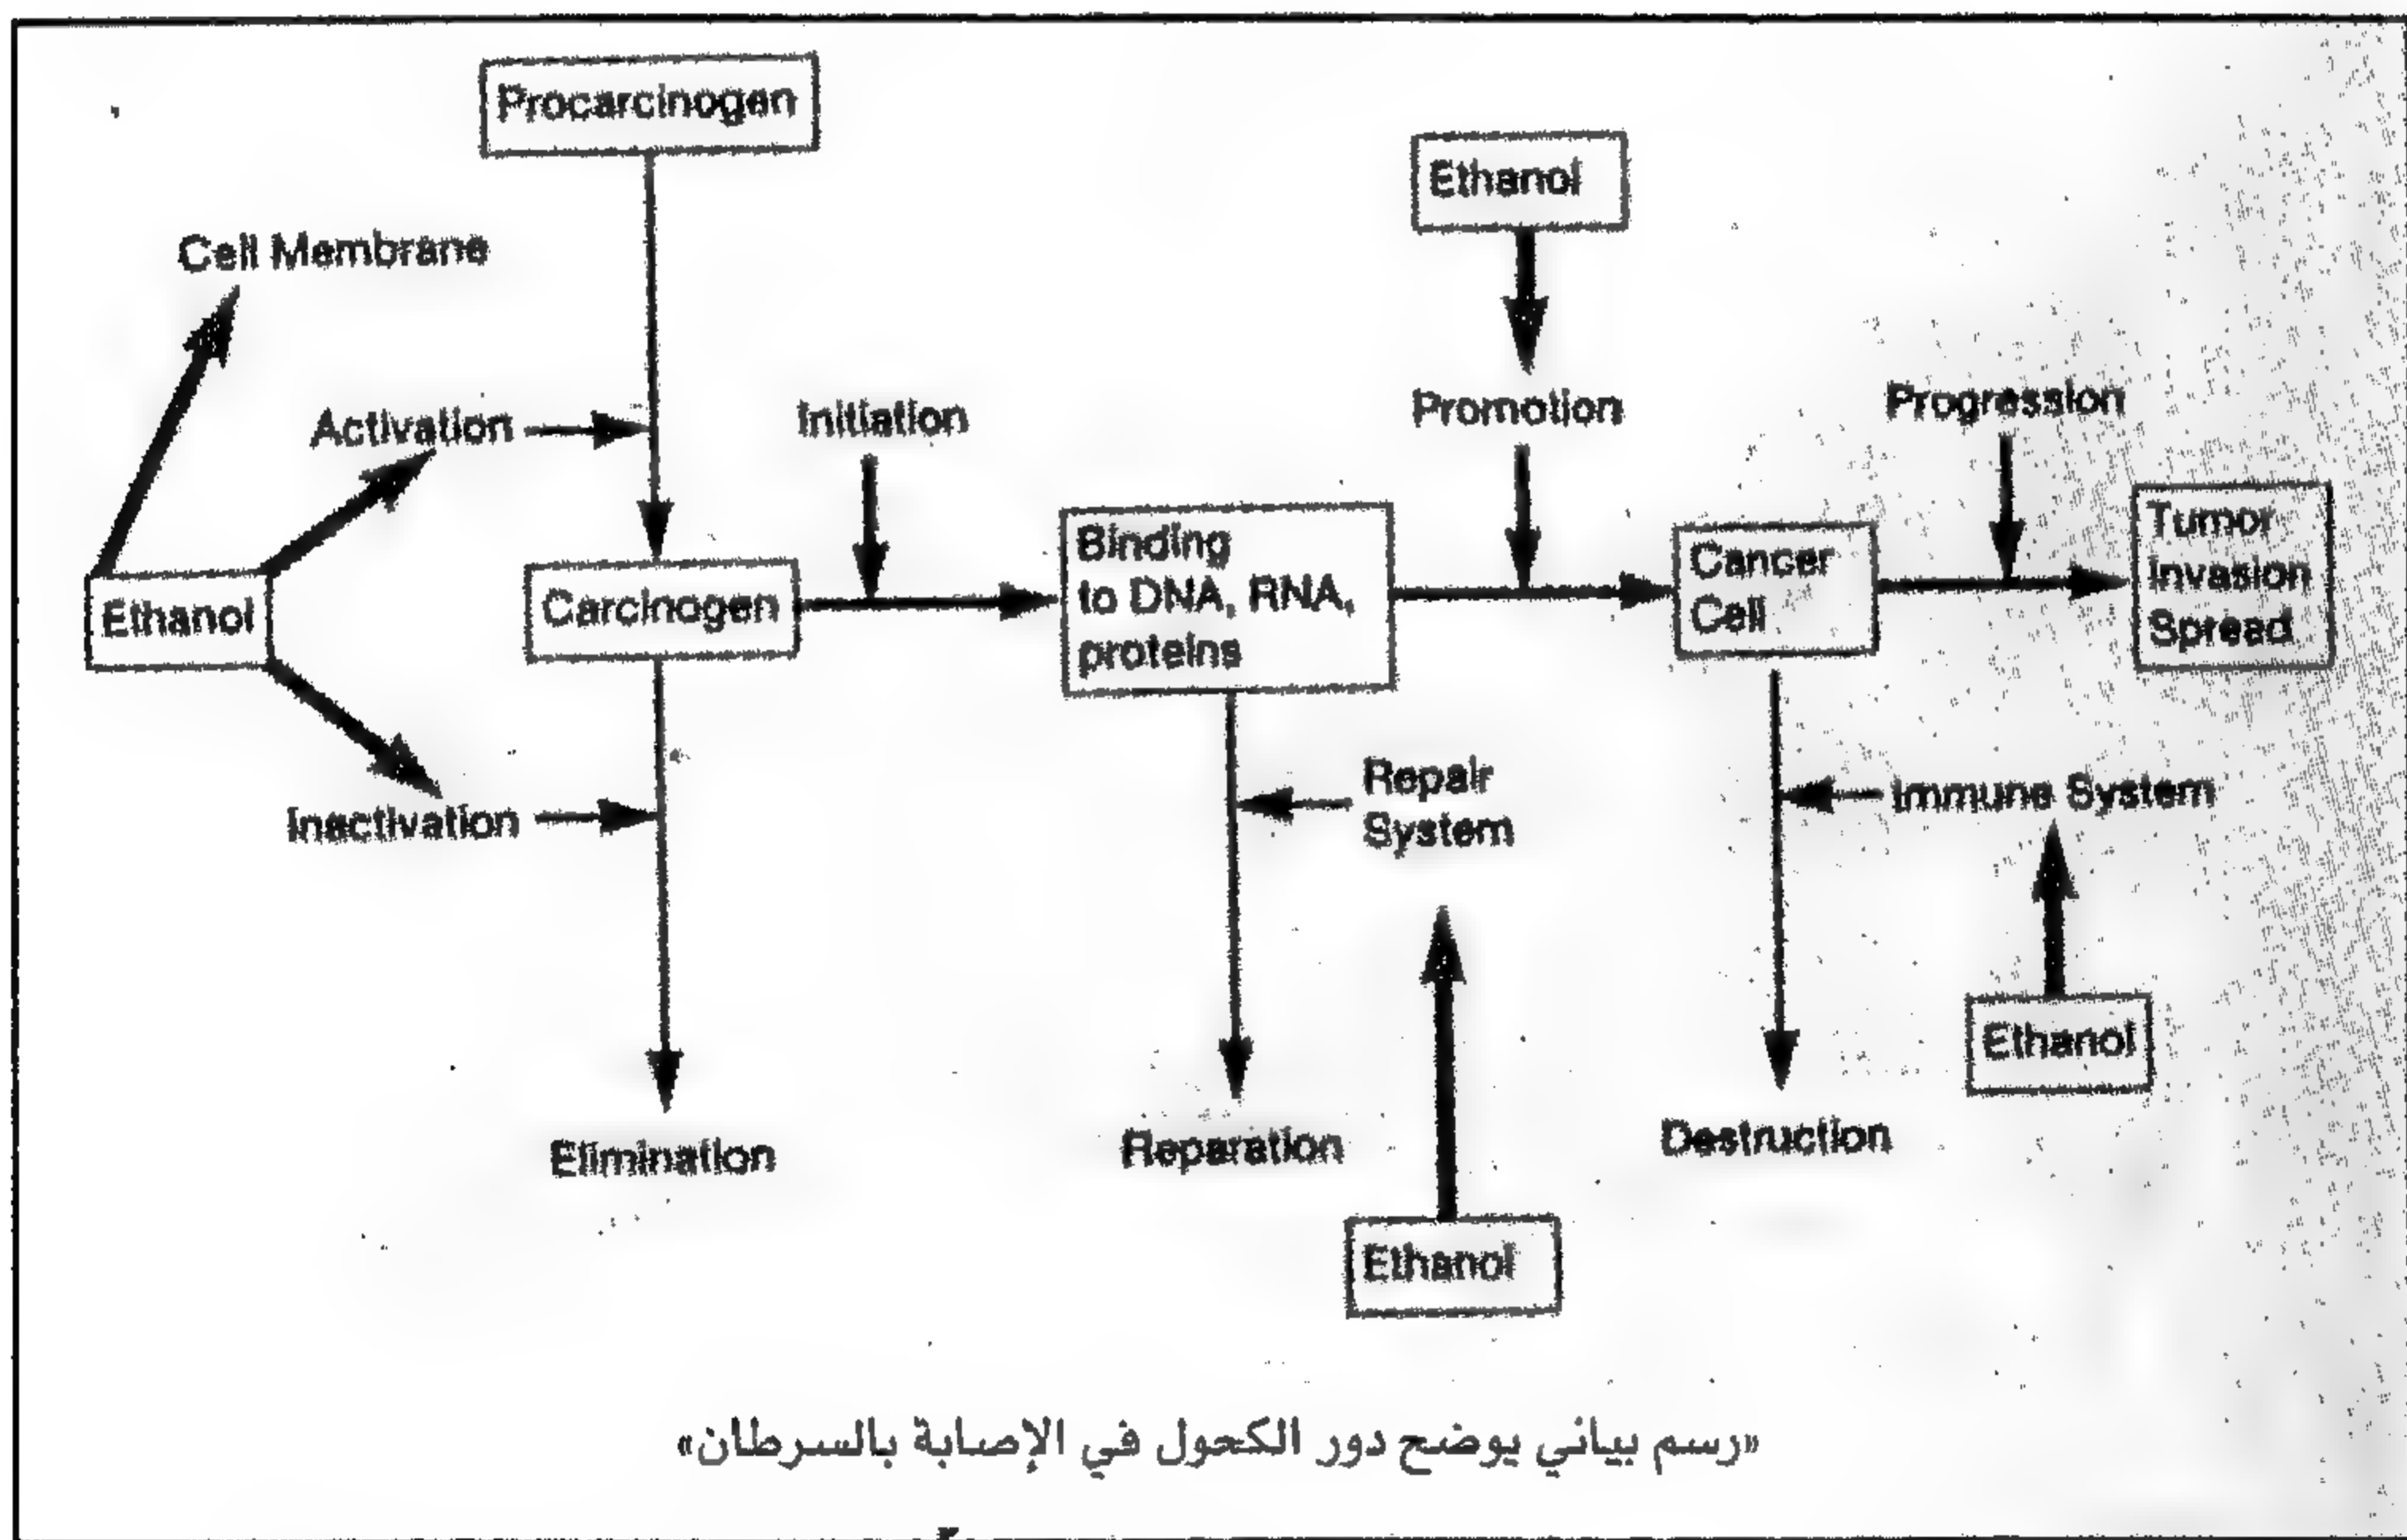 Procarcinogen
Ethanol
Cell Membrane
Activation
Initiation
Promotion
Progression
Ethanol
Carcinogen
Binding
to DNA, RNA,
proteins
Cancer
Cell
Tumor
Invasion
Spread
Inactivation
Repair
System
Immune System
Elimination
Reparation
Destruction
Ethanol
Ethanol
«رسم بياني يوضح دور الكحول في الإصابة بالسرطان»